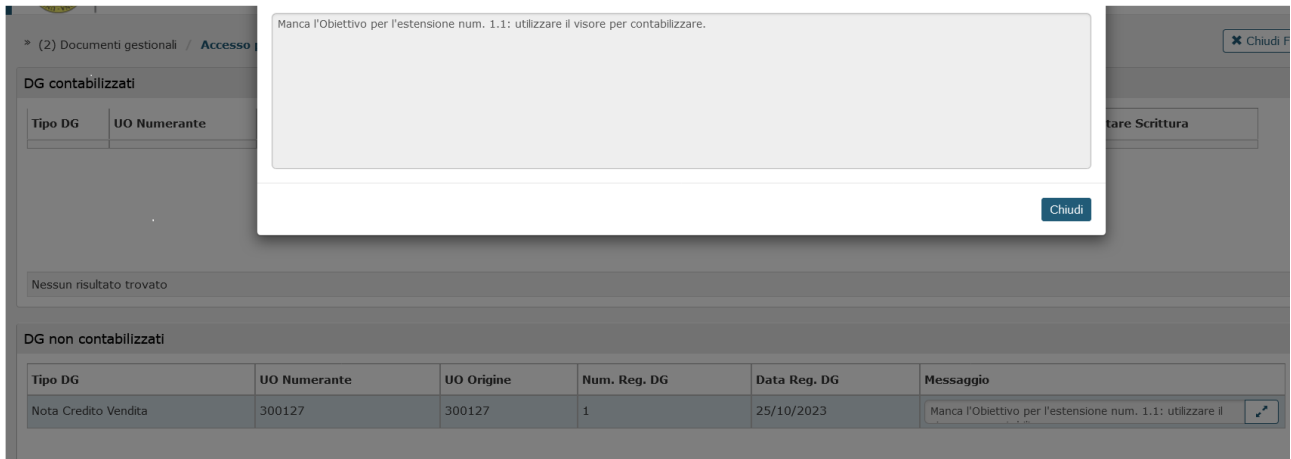 Manca l'Obiettivo per l'estensione num. 1.1: utilizzare il visore per contabilizzare.
» (2) Documenti gestionali / Accesso
✖ Chiudi F
DG contabilizzati
Tipo DG UO Numerante tare Scrittura
Chiudi
Nessun risultato trovato
DG non contabilizzati
Tipo DG UO Numerante UO Origine Num. Reg. DG Data Reg. DG Messaggio
Nota Credito Vendita 300127 300127 1 25/10/2023 Manca l'Obiettivo per l'estensione num. 1.1: utilizzare il